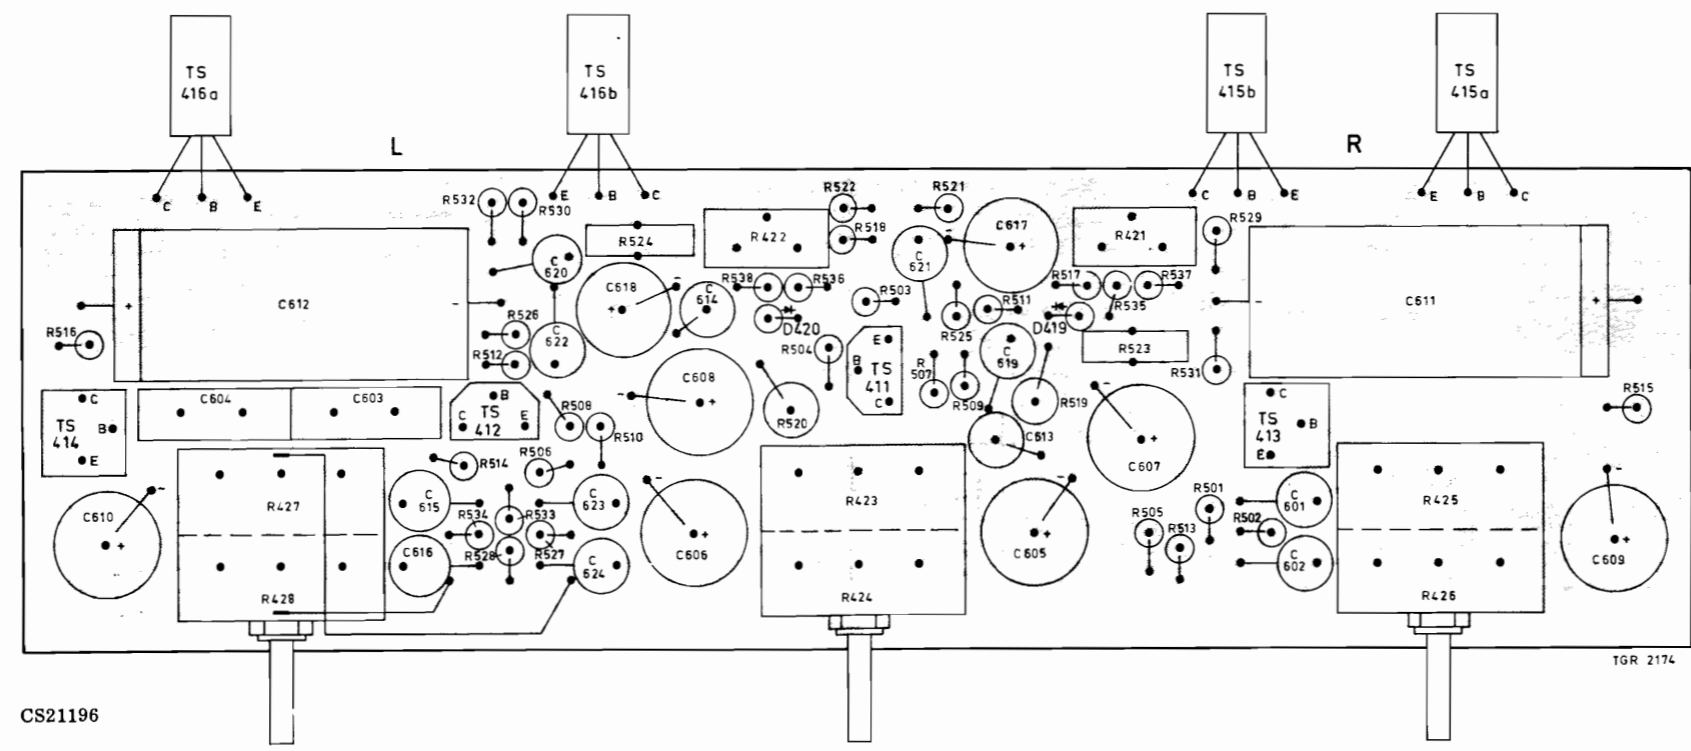 TS
416a
TS
416b
TS
415b
TS
415a
L
R
C B E
E B C
C B E
E B C
R532
R530
R524
R422
R522
R518
R521
C617
+
-
R421
R529
C
620
C618
+
-
C
614
R538
R536
R503
C
621
R511
R517
R535
R537
C612
+
-
C611
-
+
R516
R526
R512
C
622
D420
R504
E
B
TS
411
C
R525
D419
R
507
C
619
R509
R519
R523
R531
R515
C
TS
414
B
E
C604
C603
B
TS
412
C
E
R508
R510
C608
-
+
R520
C613
C607
-
+
C
TS
413
B
E
C610
-
+
R427
R428
R514
R506
C
615
C
616
R534
R533
R528
R527
C
623
C
624
C606
-
+
R423
R424
C605
-
+
R505
R513
R501
R502
C
601
C
602
R425
R426
C609
-
+
TGR 2174
CS21196